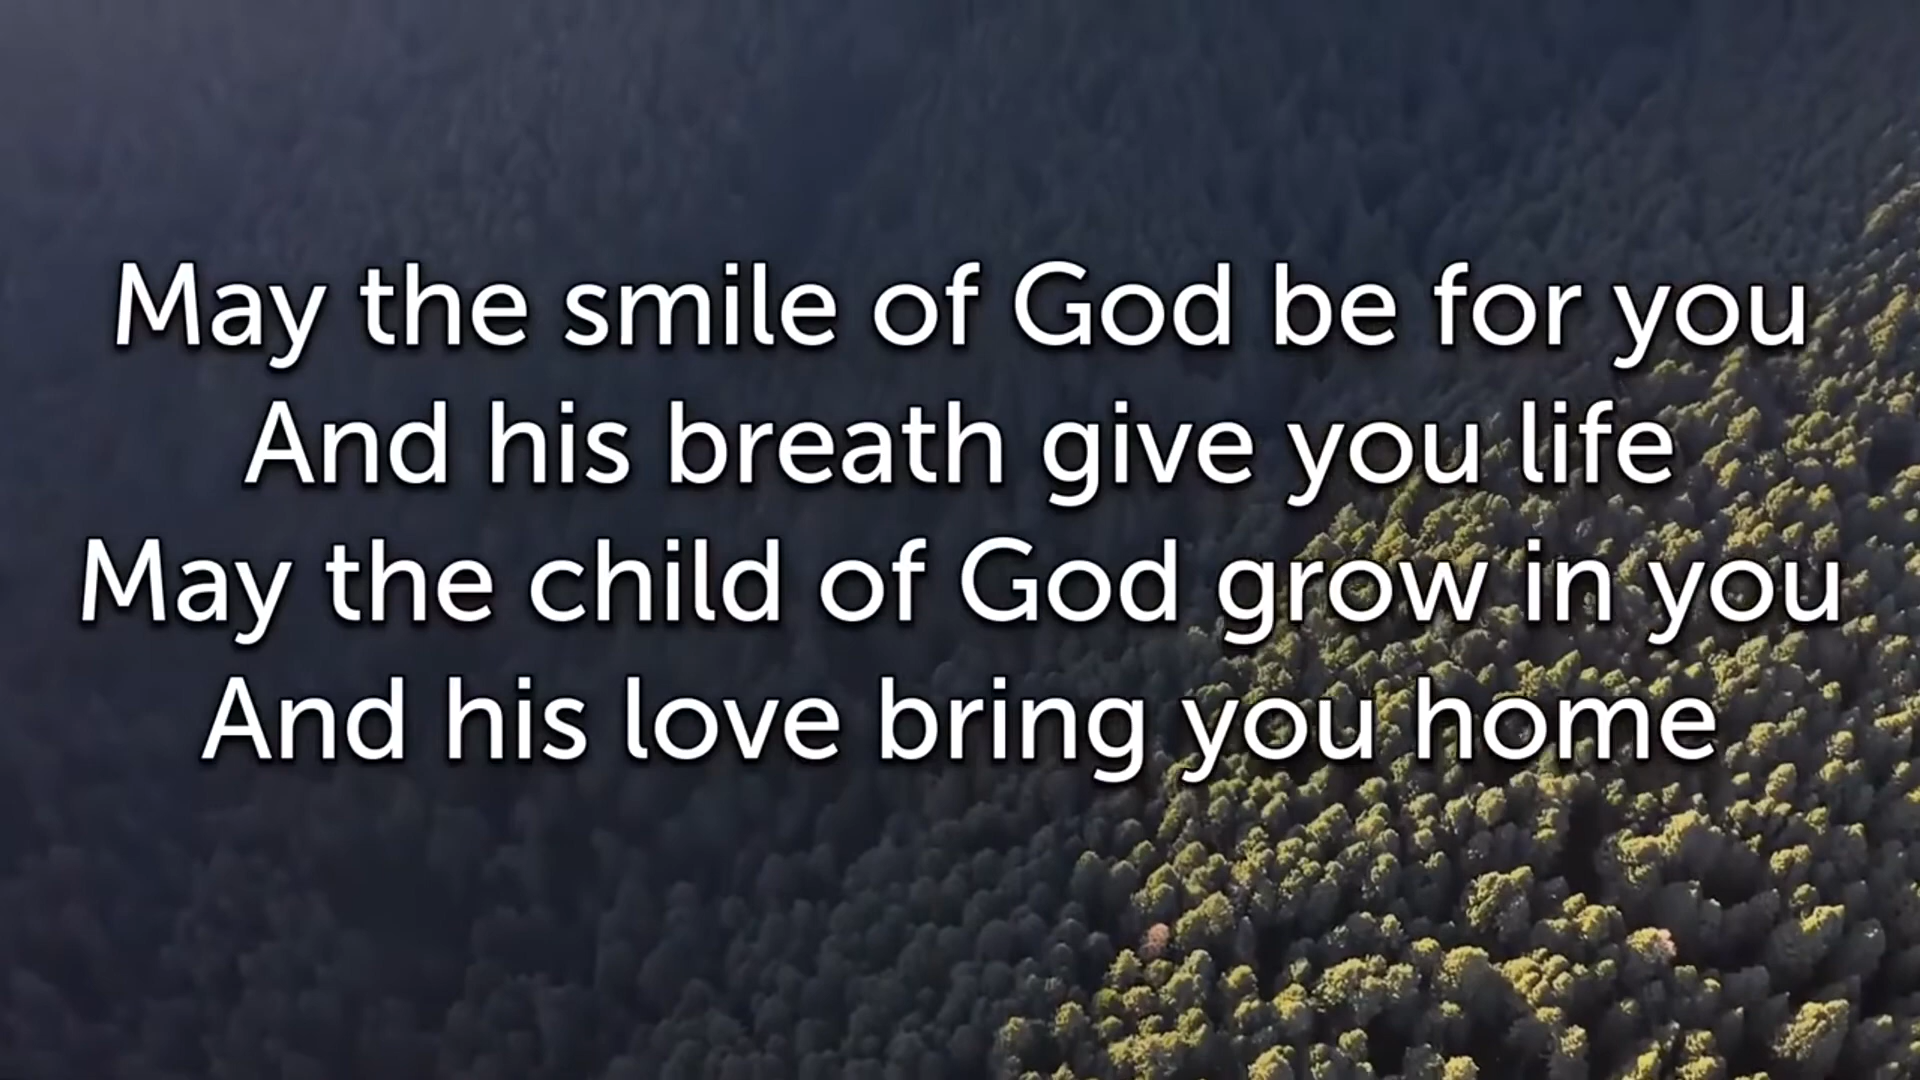 May the smile of God be for you
And his breath give you life
May the child of God grow in you
And his love bring you home